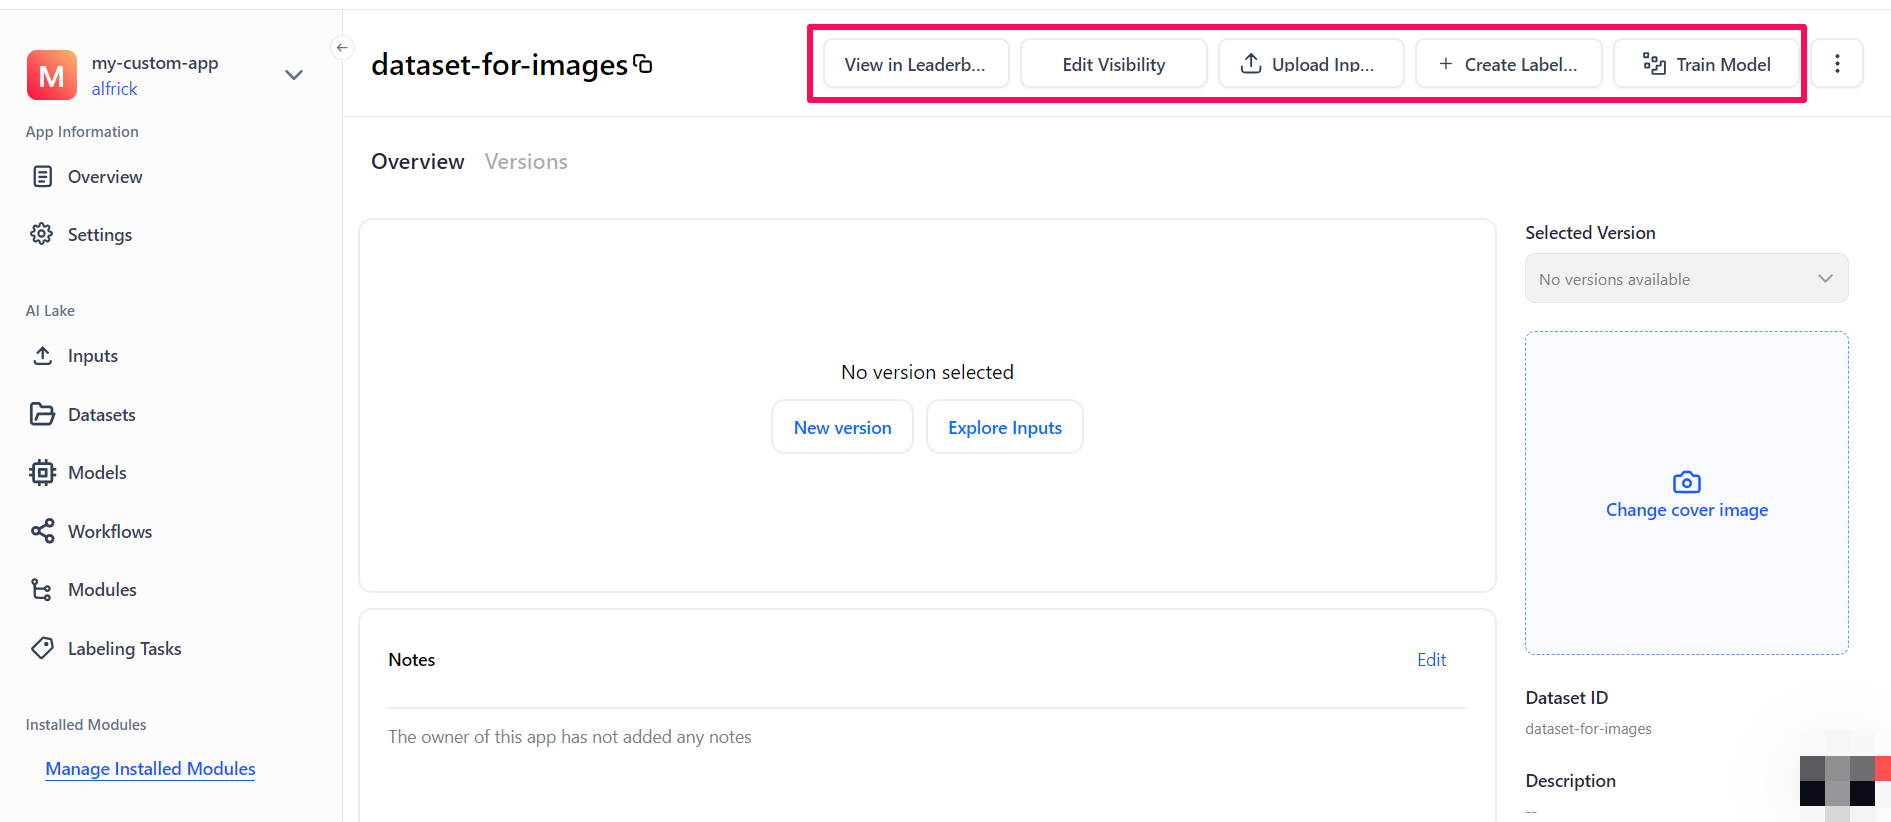 M
my-custom-app
alfrick
App Information
Overview
Settings
AI Lake
Inputs
Datasets
Models
Workflows
Modules
Labeling Tasks
Installed Modules
Manage Installed Modules
dataset-for-images
View in Leaderb...
Edit Visibility
Upload Inp...
+ Create Label...
Train Model
Overview Versions
No version selected
New version Explore Inputs
Notes Edit
The owner of this app has not added any notes
Selected Version
No versions available
Change cover image
Dataset ID
dataset-for-images
Description
--